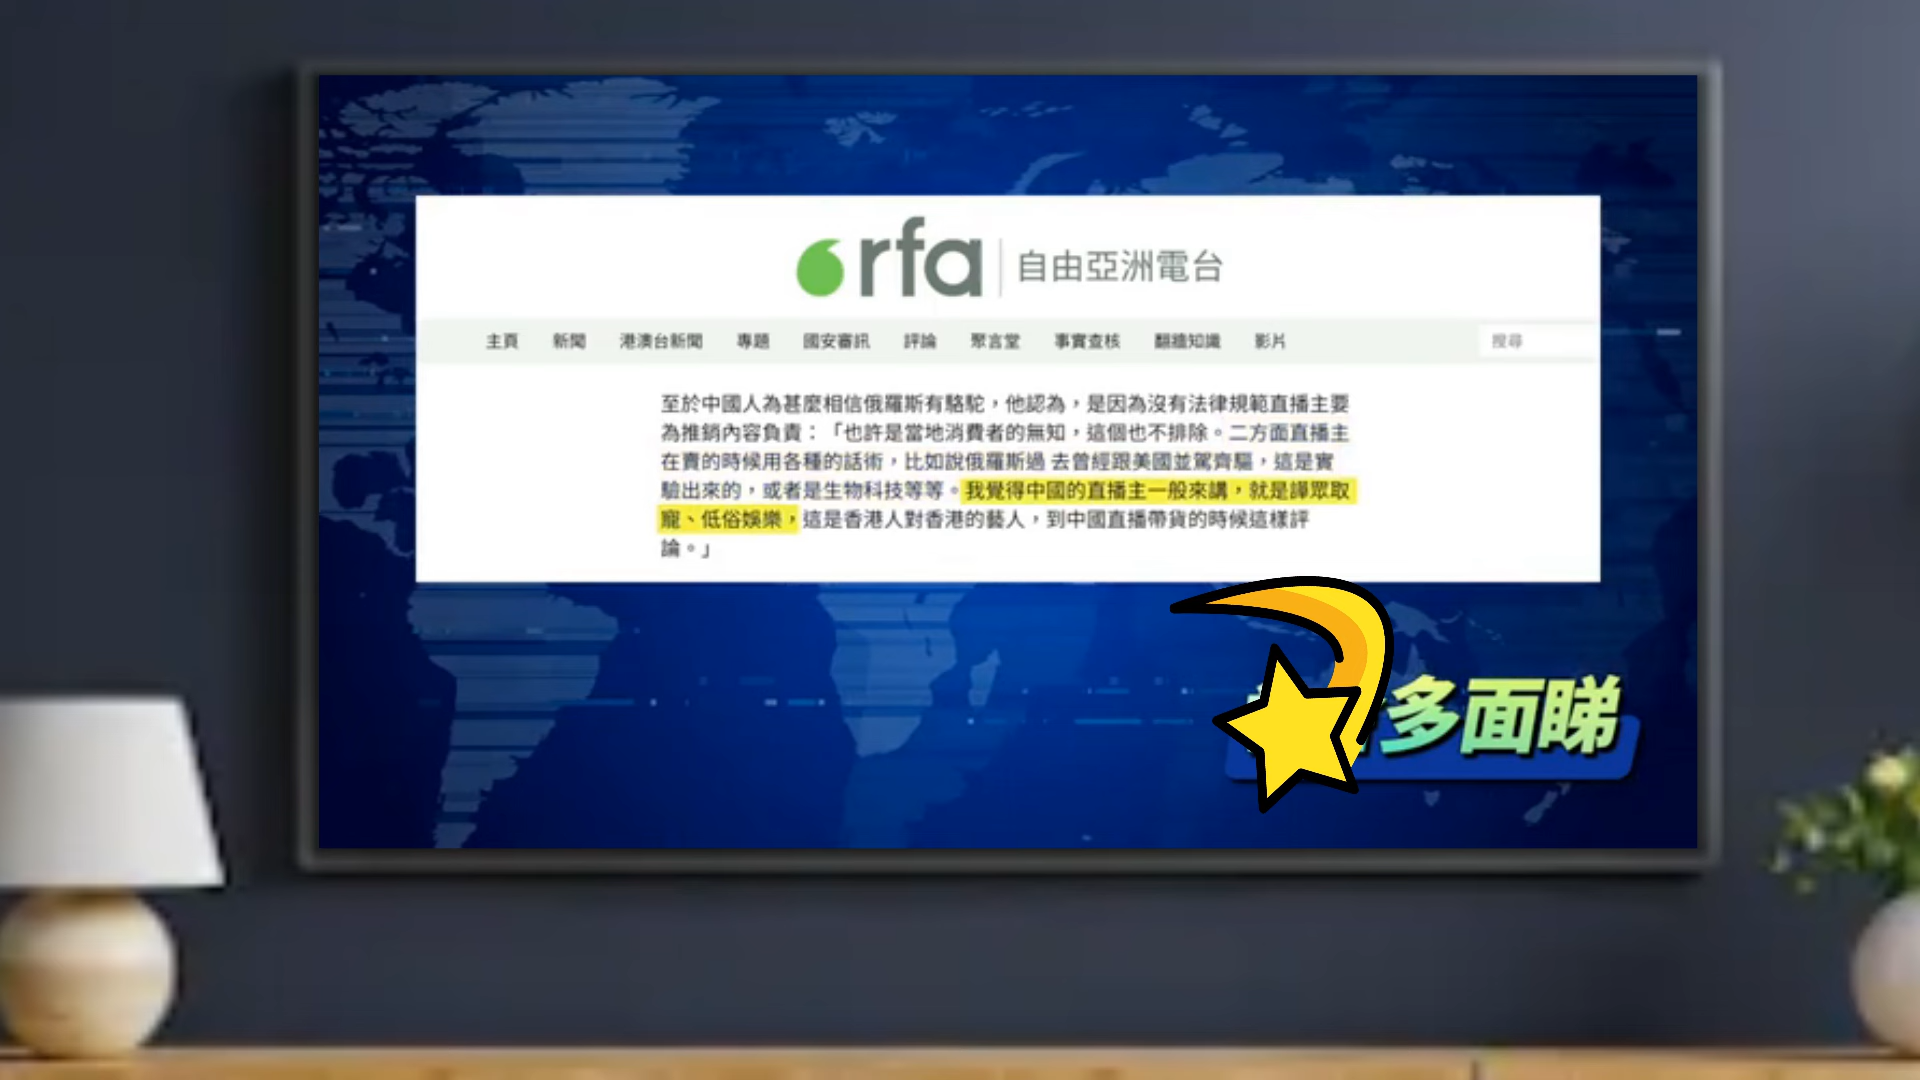 rfa 自由亞洲電台
主頁 新聞 港澳台新聞 專題 國安審訊 評論 聚言堂 事實查核 翻牆知識 影片 搜尋
至於中國人為甚麼相信俄羅斯有駱駝，他認為，是因為沒有法律規範直播主要
為推銷內容負責：「也許是當地消費者的無知，這個也不排除。二方面直播主
在賣的時候用各種的話術，比如說俄羅斯過 去曾經跟美國並駕齊驅，這是實
驗出來的，或者是生物科技等等。我覺得中國的直播主一般來講，就是譁眾取
寵、低俗娛樂，這是香港人對香港的藝人，到中國直播帶貨的時候這樣評
論。」
多面睇